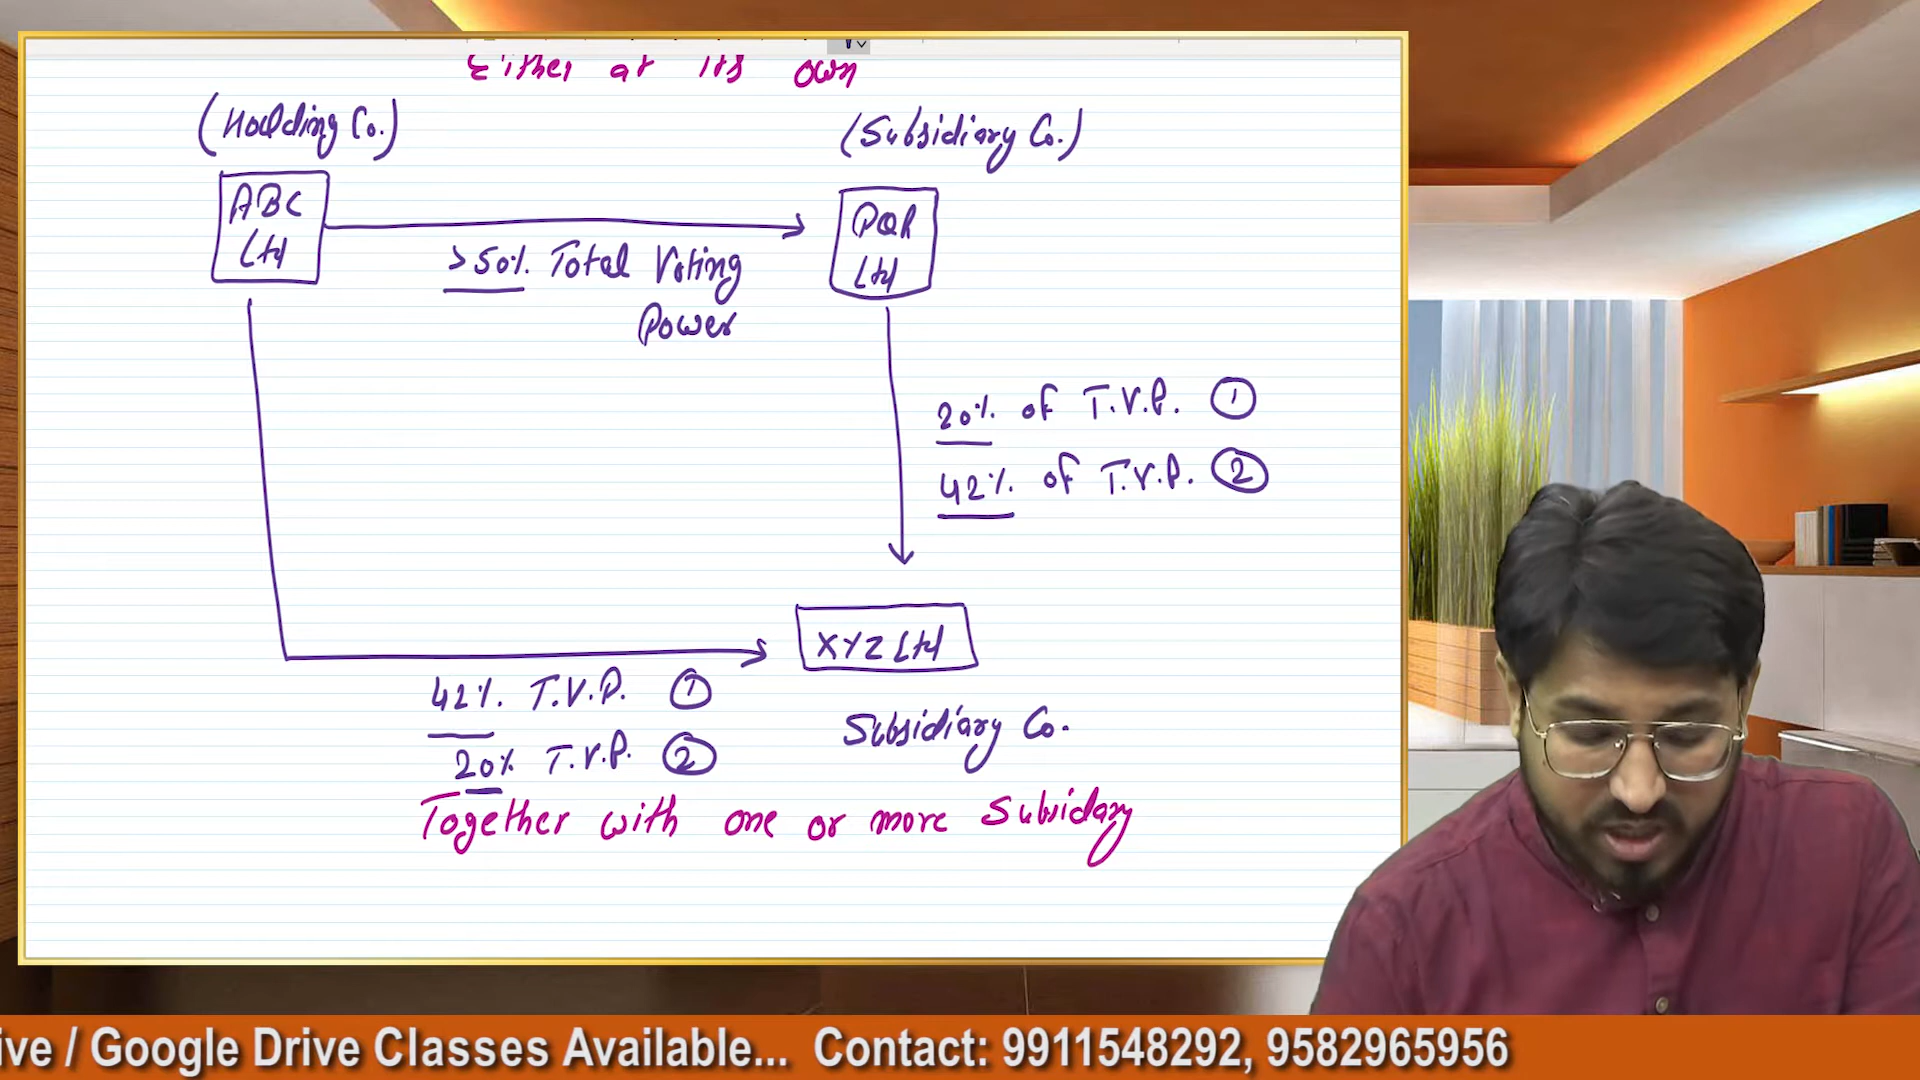 Either at its own
(Holding Co.)
(Subsidiary Co.)
ABC
Ltd
PQR
Ltd
>50% Total Voting
Power
20% of T.V.P. 1
42% of T.V.P. 2
XYZ Ltd
42% T.V.P. 1
20% T.V.P. 2
Subsidiary Co.
Together with one or more Subsidary
ive / Google Drive Classes Available... Contact: 9911548292, 9582965956